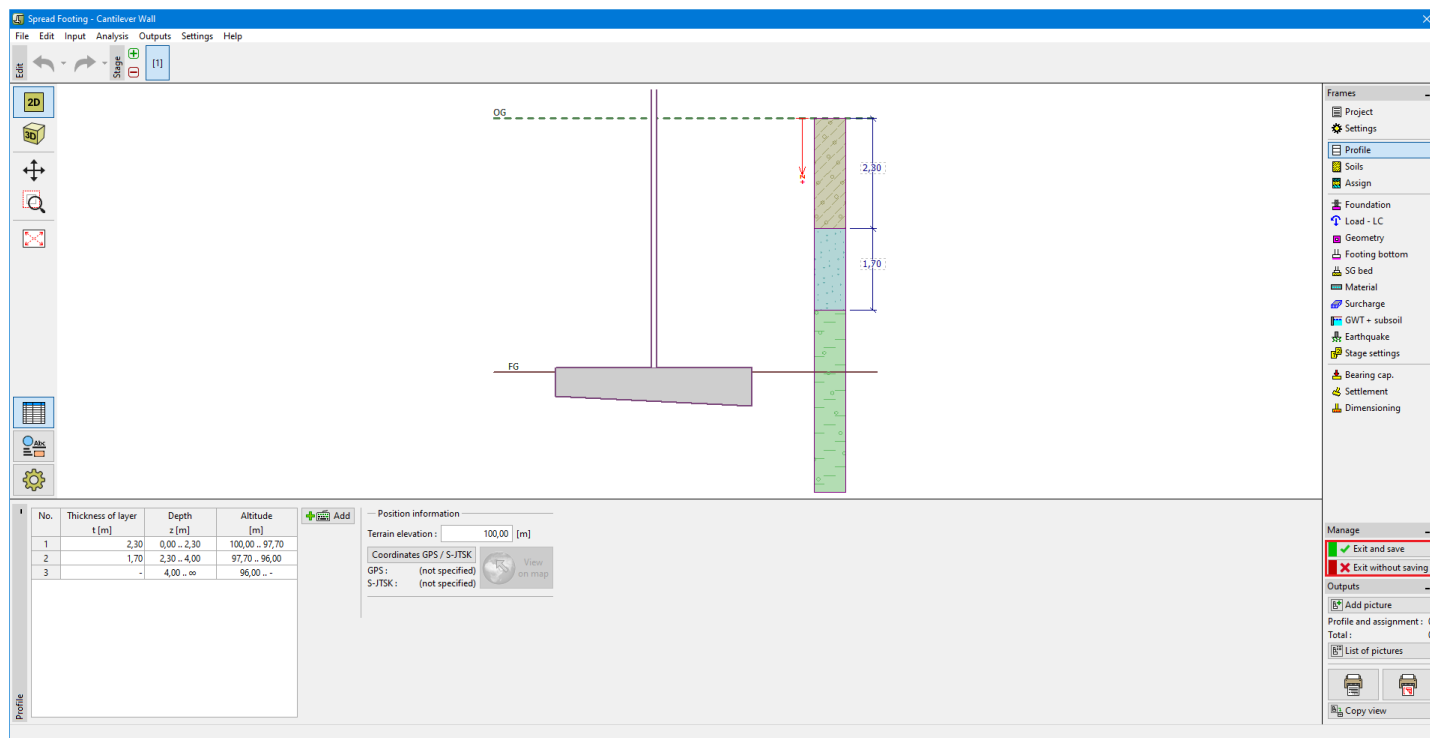 Spread Footing - Cantilever Wall
File Edit Input Analysis Outputs Settings Help
Edit
Stage
[1]
2D
3D
Abc
OG
+z
2,30
1,70
FG
Frames
Project
Settings
Profile
Soils
Assign
Foundation
Load - LC
Geometry
Footing bottom
SG bed
Material
Surcharge
GWT + subsoil
Earthquake
Stage settings
Bearing cap.
Settlement
Dimensioning
Profile
No. Thickness of layer Depth Altitude
t [m] z [m] [m]
1 2,30 0,00 .. 2,30 100,00 .. 97,70
2 1,70 2,30 .. 4,00 97,70 .. 96,00
3 - 4,00 .. ∞ 96,00 .. -
Add
Position information
Terrain elevation : 100,00 [m]
Coordinates GPS / S-JTSK
GPS : (not specified)
S-JTSK : (not specified)
View
on map
Manage
Exit and save
Exit without saving
Outputs
Add picture
Profile and assignment :
Total :
List of pictures
Copy view